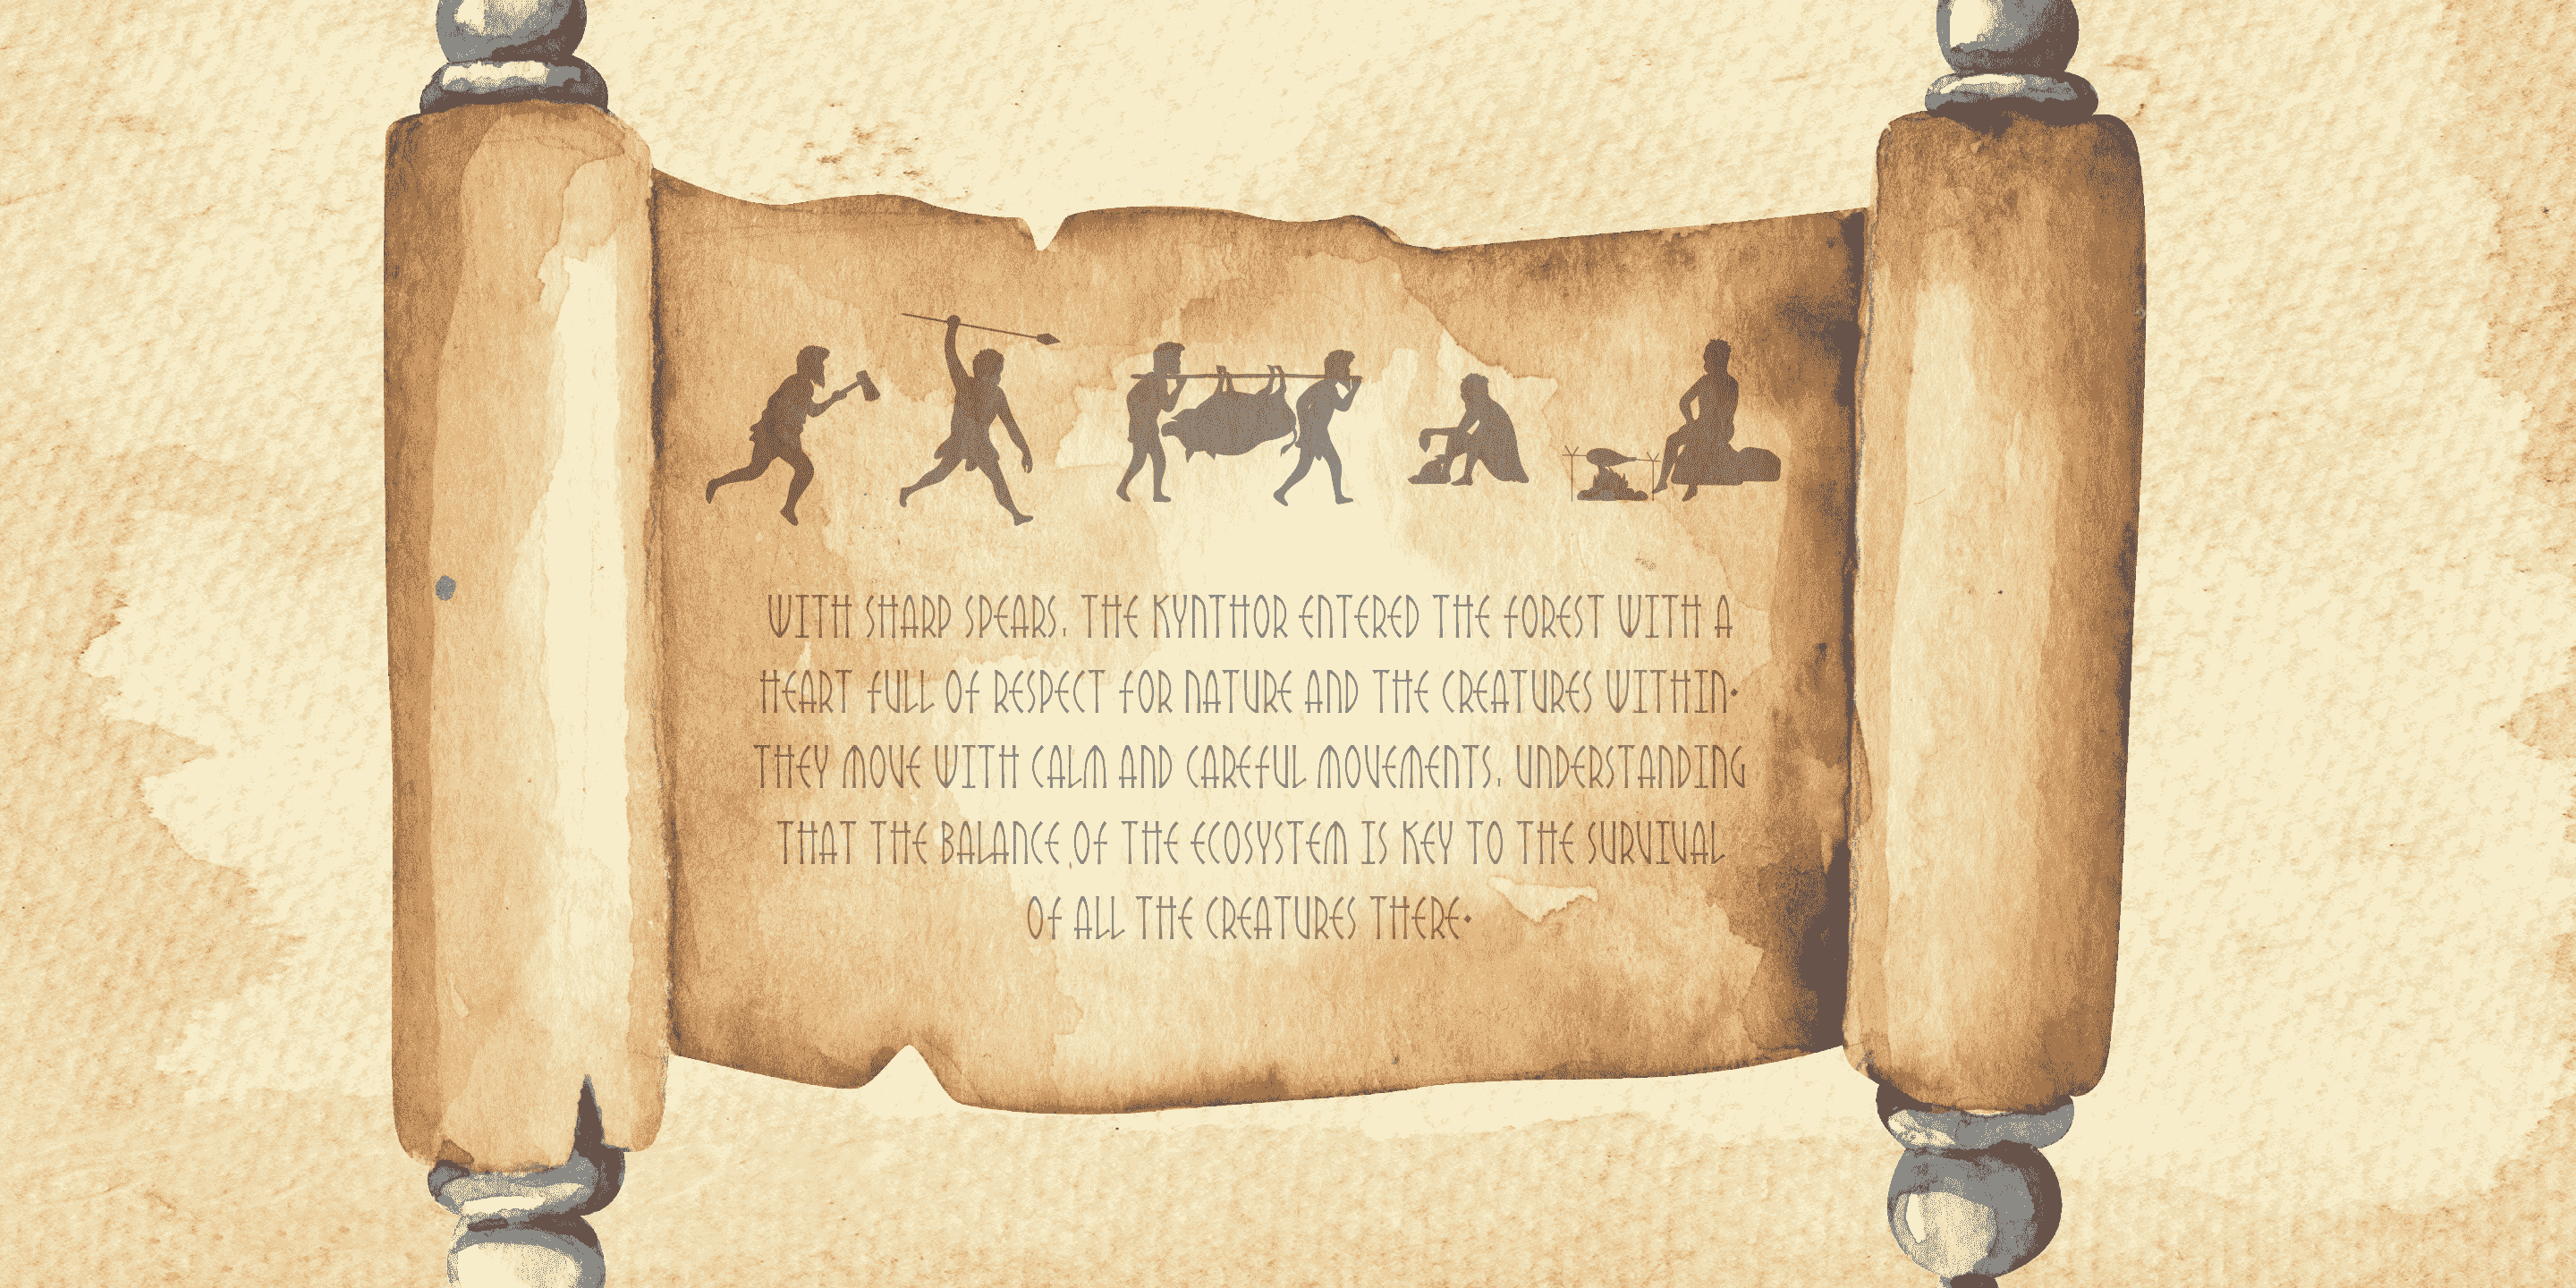 WITH SHARP SPEARS, THE KYNTHOR ENTERED THE FOREST WITH A
HEART FULL OF RESPECT FOR NATURE AND THE CREATURES WITHIN.
THEY MOVE WITH CALM AND CAREFUL MOVEMENTS, UNDERSTANDING
THAT THE BALANCE OF THE ECOSYSTEM IS KEY TO THE SURVIVAL
OF ALL THE CREATURES THERE.